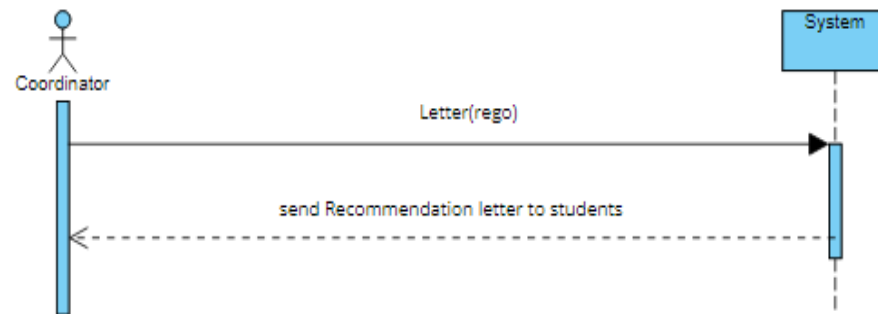 System
Coordinator
Letter(rego)
send Recommendation letter to students